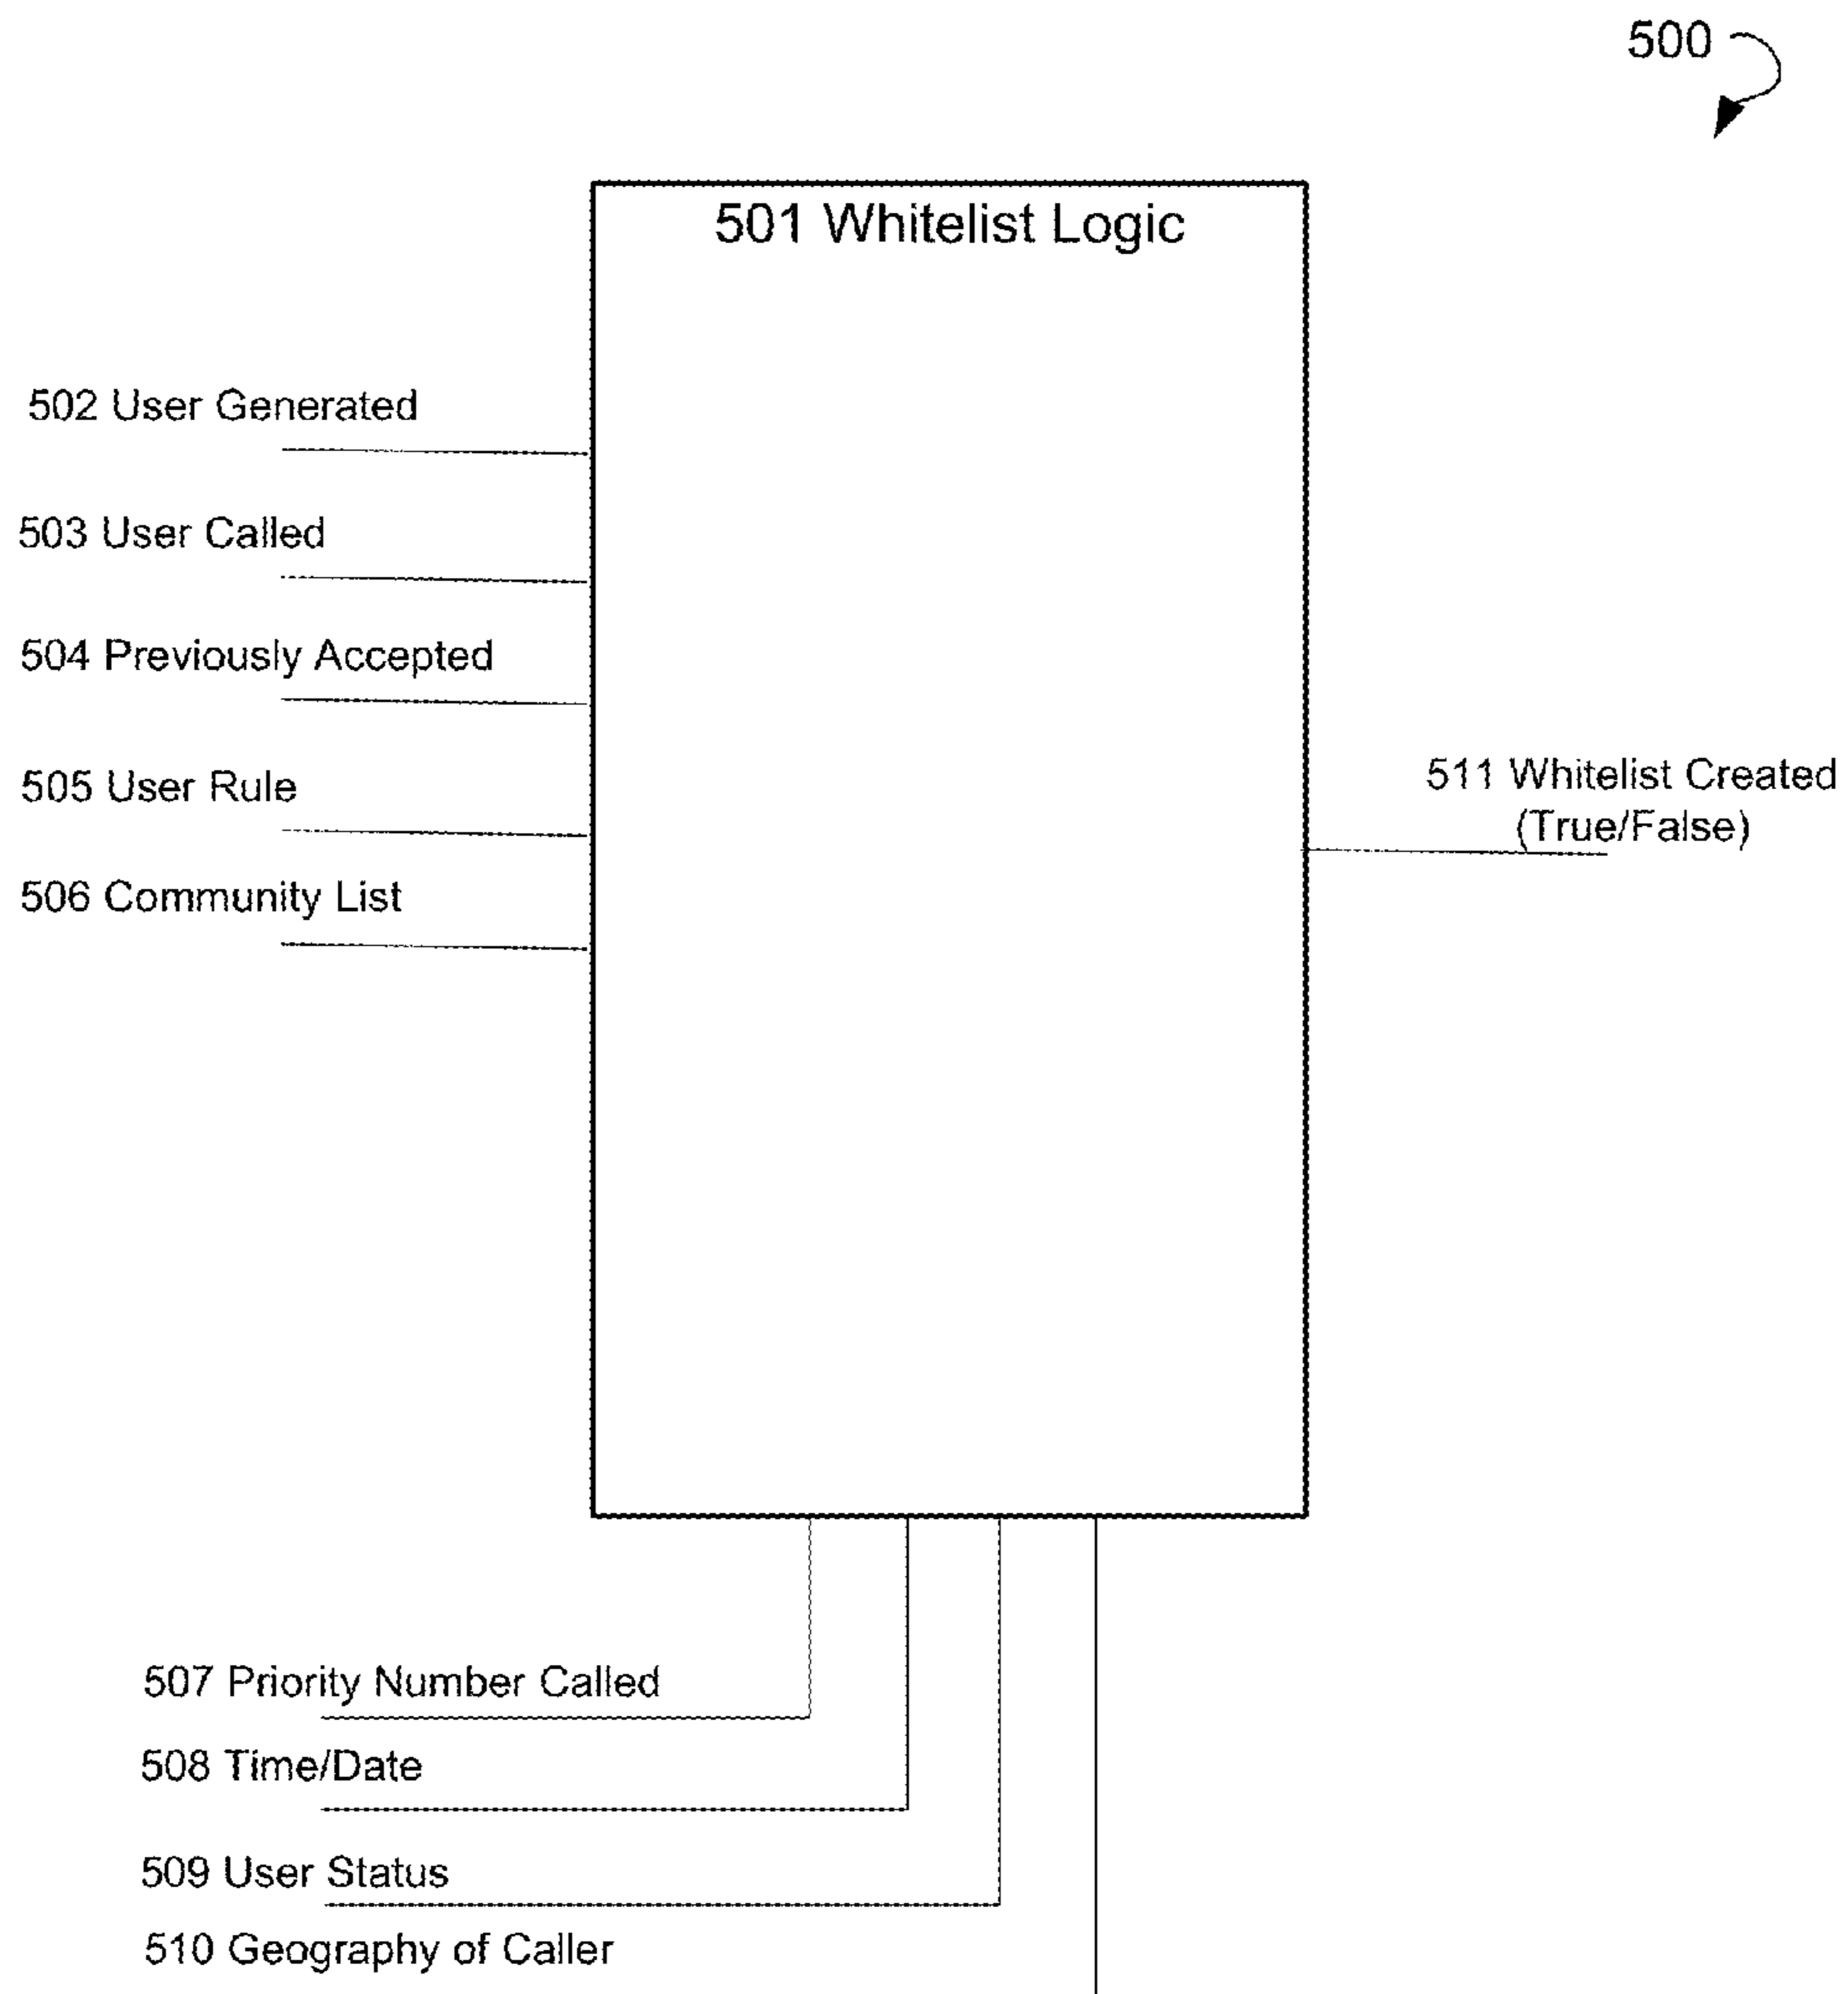 500
501 Whitelist Logic
502 User Generated
503 User Called
504 Previously Accepted
505 User Rule
506 Community List
511 Whitelist Created
(True/False)
507 Priority Number Called
508 Time/Date
509 User Status
510 Geography of Caller